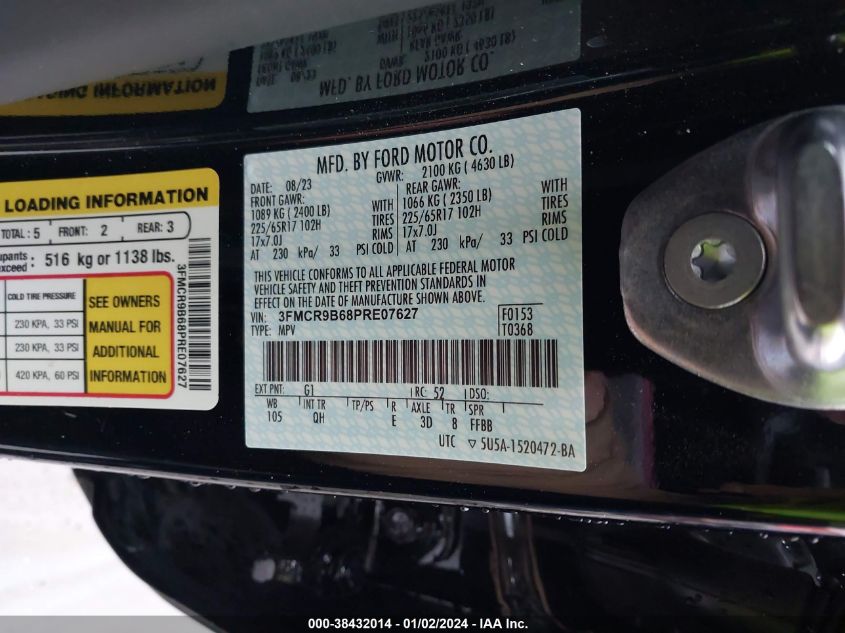 MFD. BY FORD MOTOR CO.
DATE: 08/23
GVWR: 2100 KG ( 4630 LB)
FRONT GAWR:
1089 KG ( 2400 LB) WITH
225/65R17 102H TIRES
17x7.0J RIMS
AT 230 kPa/ 33 PSI COLD
REAR GAWR:
1066 KG ( 2350 LB) WITH
225/65R17 102H TIRES
17x7.0J RIMS
AT 230 kPa/ 33 PSI COLD
THIS VEHICLE CONFORMS TO ALL APPLICABLE FEDERAL MOTOR
VEHICLE SAFETY AND THEFT PREVENTION STANDARDS IN
EFFECT ON THE DATE OF MANUFACTURE SHOWN ABOVE.
VIN: 3FMCR9B68PRE07627
TYPE: MPV
F0153
T0368
EXT PNT: G1 RC: 52 DSO:
WB INT TR TP/PS R AXLE TR SPR
105 QH E 3D 8 FFBB
UTC ▽ 5U5A-1520472-BA
LOADING INFORMATION
TOTAL : 5 FRONT: 2 REAR: 3
516 kg or 1138 lbs.
COLD TIRE PRESSURE
230 KPA, 33 PSI
230 KPA, 33 PSI
420 KPA, 60 PSI
SEE OWNERS
MANUAL FOR
ADDITIONAL
INFORMATION
3FMCR9B68PRE07627
000-38432014 - 01/02/2024 - IAA Inc.